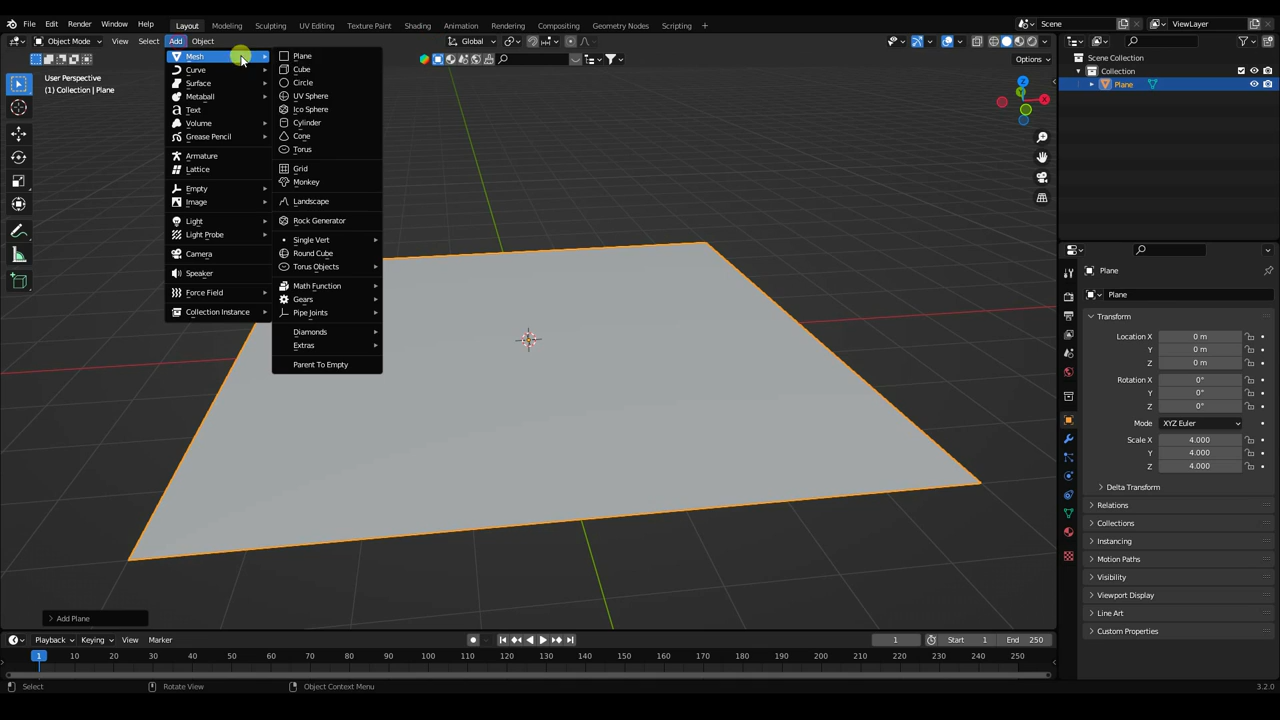 File Edit Render Window Help Layout Modeling Sculpting UV Editing Texture Paint Shading Animation Rendering Compositing Geometry Nodes Scripting + Scene ViewLayer
Object Mode View Select Add Object Global
Options
User Perspective
(1) Collection | Plane
Mesh
Curve
Surface
Metaball
Text
Volume
Grease Pencil
Armature
Lattice
Empty
Image
Light
Light Probe
Camera
Speaker
Force Field
Collection Instance
Plane
Cube
Circle
UV Sphere
Ico Sphere
Cylinder
Cone
Torus
Grid
Monkey
Landscape
Rock Generator
Single Vert
Round Cube
Torus Objects
Math Function
Gears
Pipe Joints
Diamonds
Extras
Parent To Empty
X
Y
Z
Scene Collection
Collection
Plane
Plane
Plane
Transform
Location X 0 m
Y 0 m
Z 0 m
Rotation X 0°
Y 0°
Z 0°
Mode XYZ Euler
Scale X 4.000
Y 4.000
Z 4.000
Delta Transform
Relations
Collections
Instancing
Motion Paths
Visibility
Viewport Display
Line Art
Custom Properties
Add Plane
Playback Keying View Marker 1 Start 1 End 250
1 10 20 30 40 50 60 70 80 90 100 110 120 130 140 150 160 170 180 190 200 210 220 230 240 250
Select Rotate View Object Context Menu 3.2.0